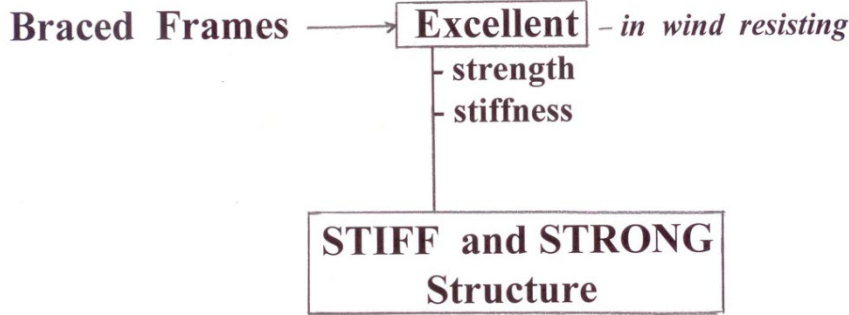 Braced Frames Excellent - in wind resisting
- strength
- stiffness
STIFF and STRONG
Structure